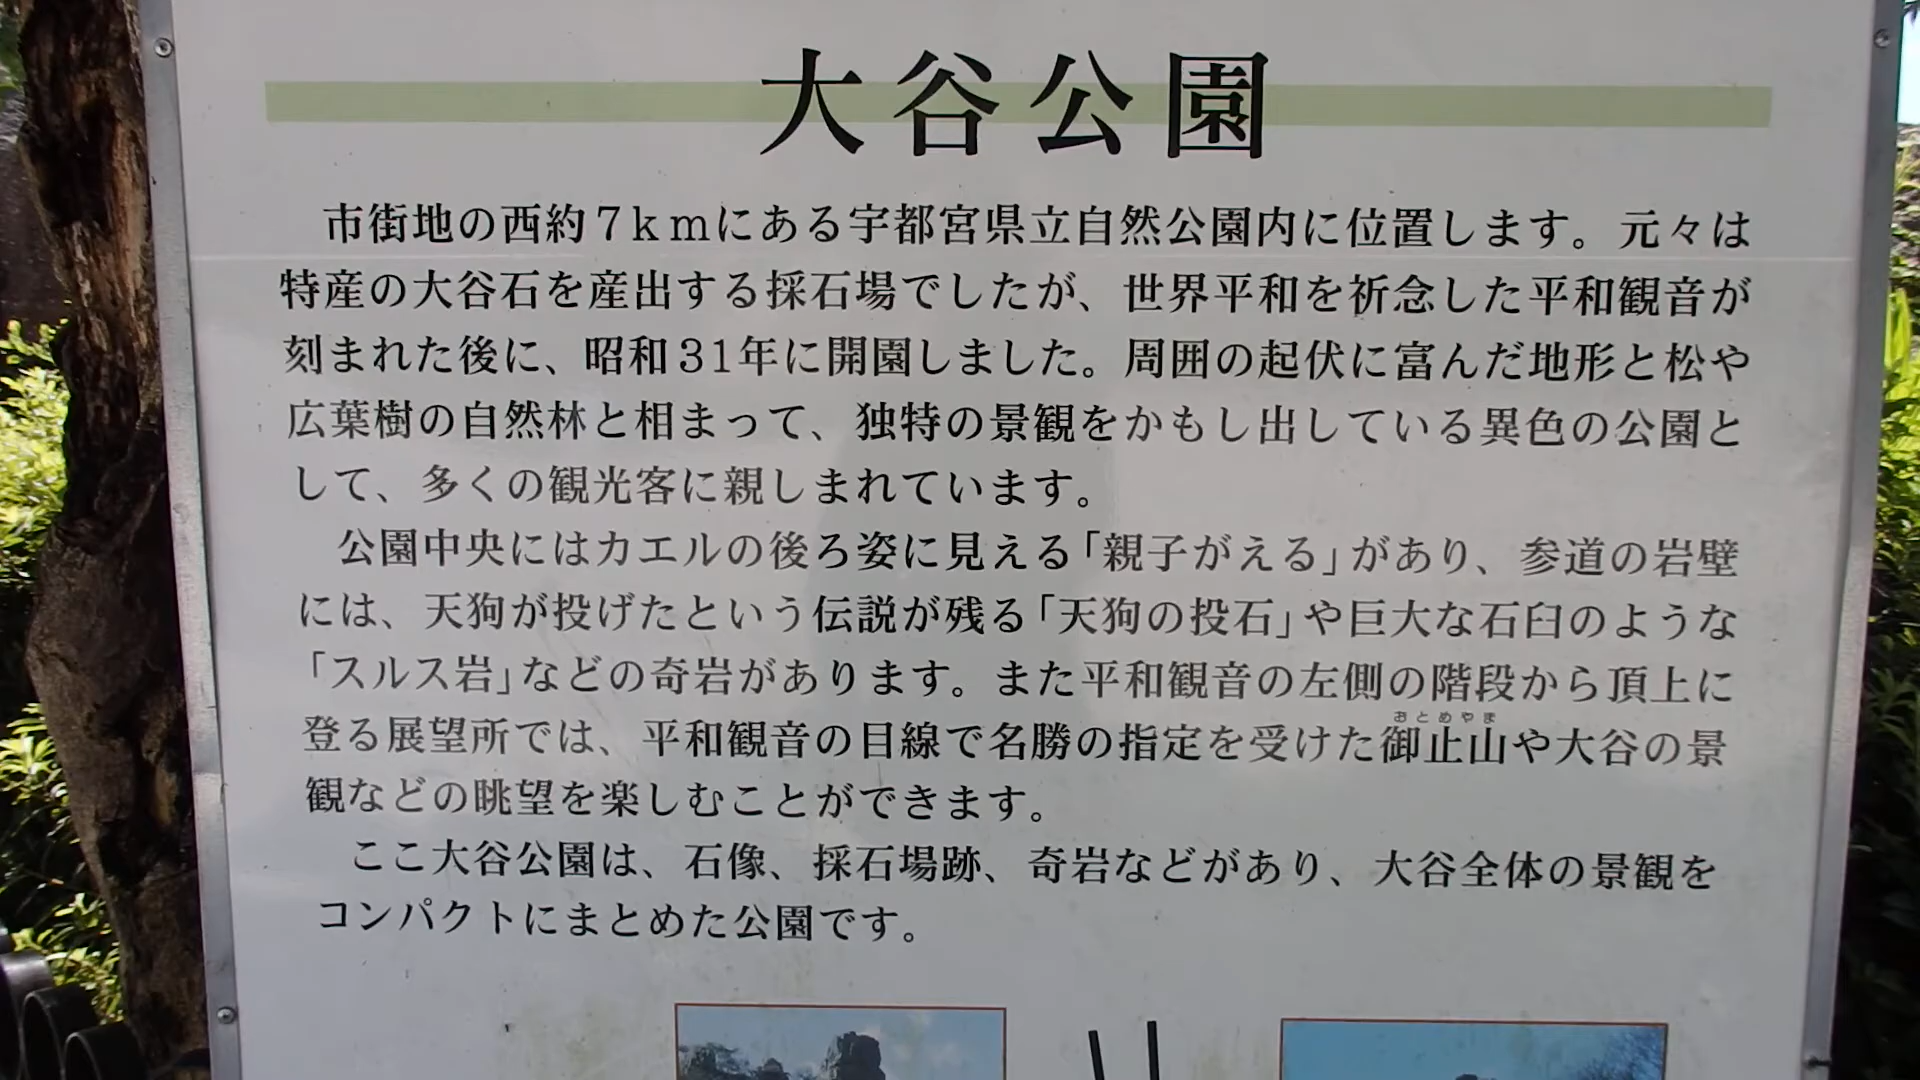 大谷公園
市街地の西約7kmにある宇都宮県立自然公園内に位置します。元々は
特産の大谷石を産出する採石場でしたが、世界平和を祈念した平和観音が
刻まれた後に、昭和31年に開園しました。周囲の起伏に富んだ地形と松や
広葉樹の自然林と相まって、独特の景観をかもし出している異色の公園と
して、多くの観光客に親しまれています。
公園中央にはカエルの後ろ姿に見える「親子がえる」があり、参道の岩壁
には、天狗が投げたという伝説が残る「天狗の投石」や巨大な石臼のような
「スルス岩」などの奇岩があります。また平和観音の左側の階段から頂上に
おとめやま
登る展望所では、平和観音の目線で名勝の指定を受けた御止山や大谷の景
観などの眺望を楽しむことができます。
ここ大谷公園は、石像、採石場跡、奇岩などがあり、大谷全体の景観を
コンパクトにまとめた公園です。